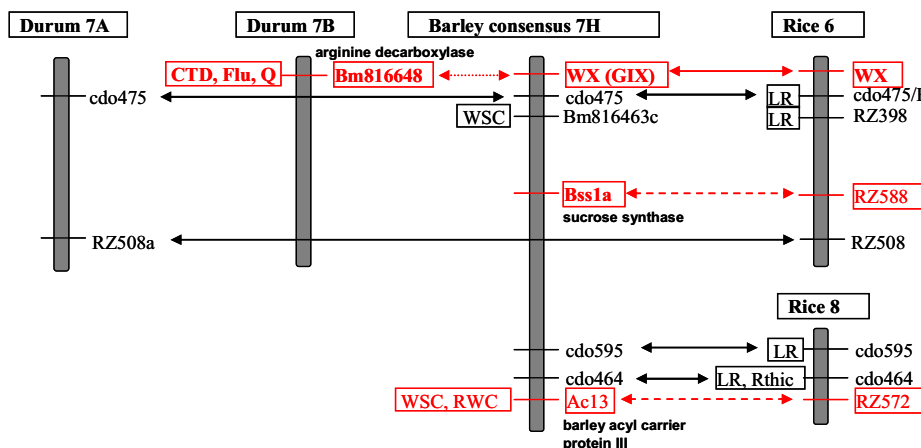 Durum 7A
Durum 7B
Barley consensus 7H
Rice 6
arginine decarboxylase
CTD, Flu, Q
Bm816648
WX (GIX)
WX
cdo475
cdo475
LR
cdo475/
WSC
Bm816463c
LR
RZ398
Bss1a
RZ588
sucrose synthase
RZ508a
RZ508
Rice 8
cdo595
LR
cdo595
cdo464
LR, Rthic
cdo464
WSC, RWC
Ac13
RZ572
barley acyl carrier
protein III